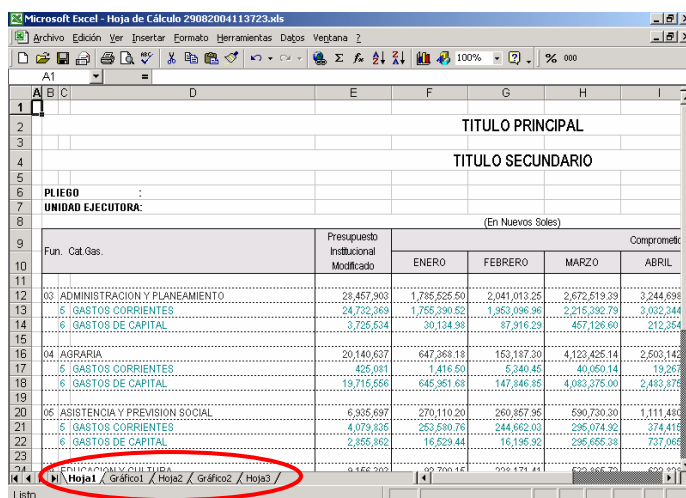 Microsoft Excel - Hoja de Cálculo 29082004113723.xls
Archivo Edición Ver Insertar Formato Herramientas Datos Ventana ?
100% % 000
A1 =
A B C D E F G H I
1
2 TITULO PRINCIPAL
3
4 TITULO SECUNDARIO
5
6 PLIEGO :
7 UNIDAD EJECUTORA:
8 (En Nuevos Soles)
9 Fun. Cat.Gas. Presupuesto Institucional Modificado Comprometic
10 ENERO FEBRERO MARZO ABRIL
11
12 03 ADMINISTRACION Y PLANEAMIENTO 28,457,903 1,785,525.50 2,041,013.25 2,672,519.39 3,244,698
13 5 GASTOS CORRIENTES 24,732,369 1,755,390.52 1,953,096.96 2,215,392.79 3,032,344
14 6 GASTOS DE CAPITAL 3,725,534 30,134.98 87,916.29 457,126.60 212,354
15
16 04 AGRARIA 20,140,637 647,368.18 153,187.30 4,123,425.14 2,503,142
17 5 GASTOS CORRIENTES 425,081 1,416.50 5,340.45 40,050.14 19,267
18 6 GASTOS DE CAPITAL 19,715,556 645,951.68 147,846.85 4,083,375.00 2,483,875
19
20 05 ASISTENCIA Y PREVISION SOCIAL 6,935,697 270,110.20 260,857.95 590,730.30 1,111,480
21 5 GASTOS CORRIENTES 4,079,835 253,580.76 244,662.03 295,074.92 374,415
22 6 GASTOS DE CAPITAL 2,855,862 16,529.44 16,195.92 295,655.38 737,065
23
24 EDUCACION Y CULTURA
Hoja1 Gráfico1 Hoja2 Gráfico2 Hoja3
Listo